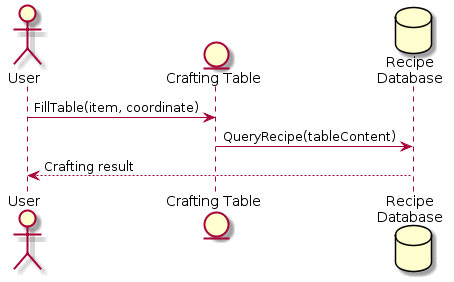 User
Crafting Table
Recipe
Database
FillTable(item, coordinate)
QueryRecipe(tableContent)
Crafting result
User
Crafting Table
Recipe
Database